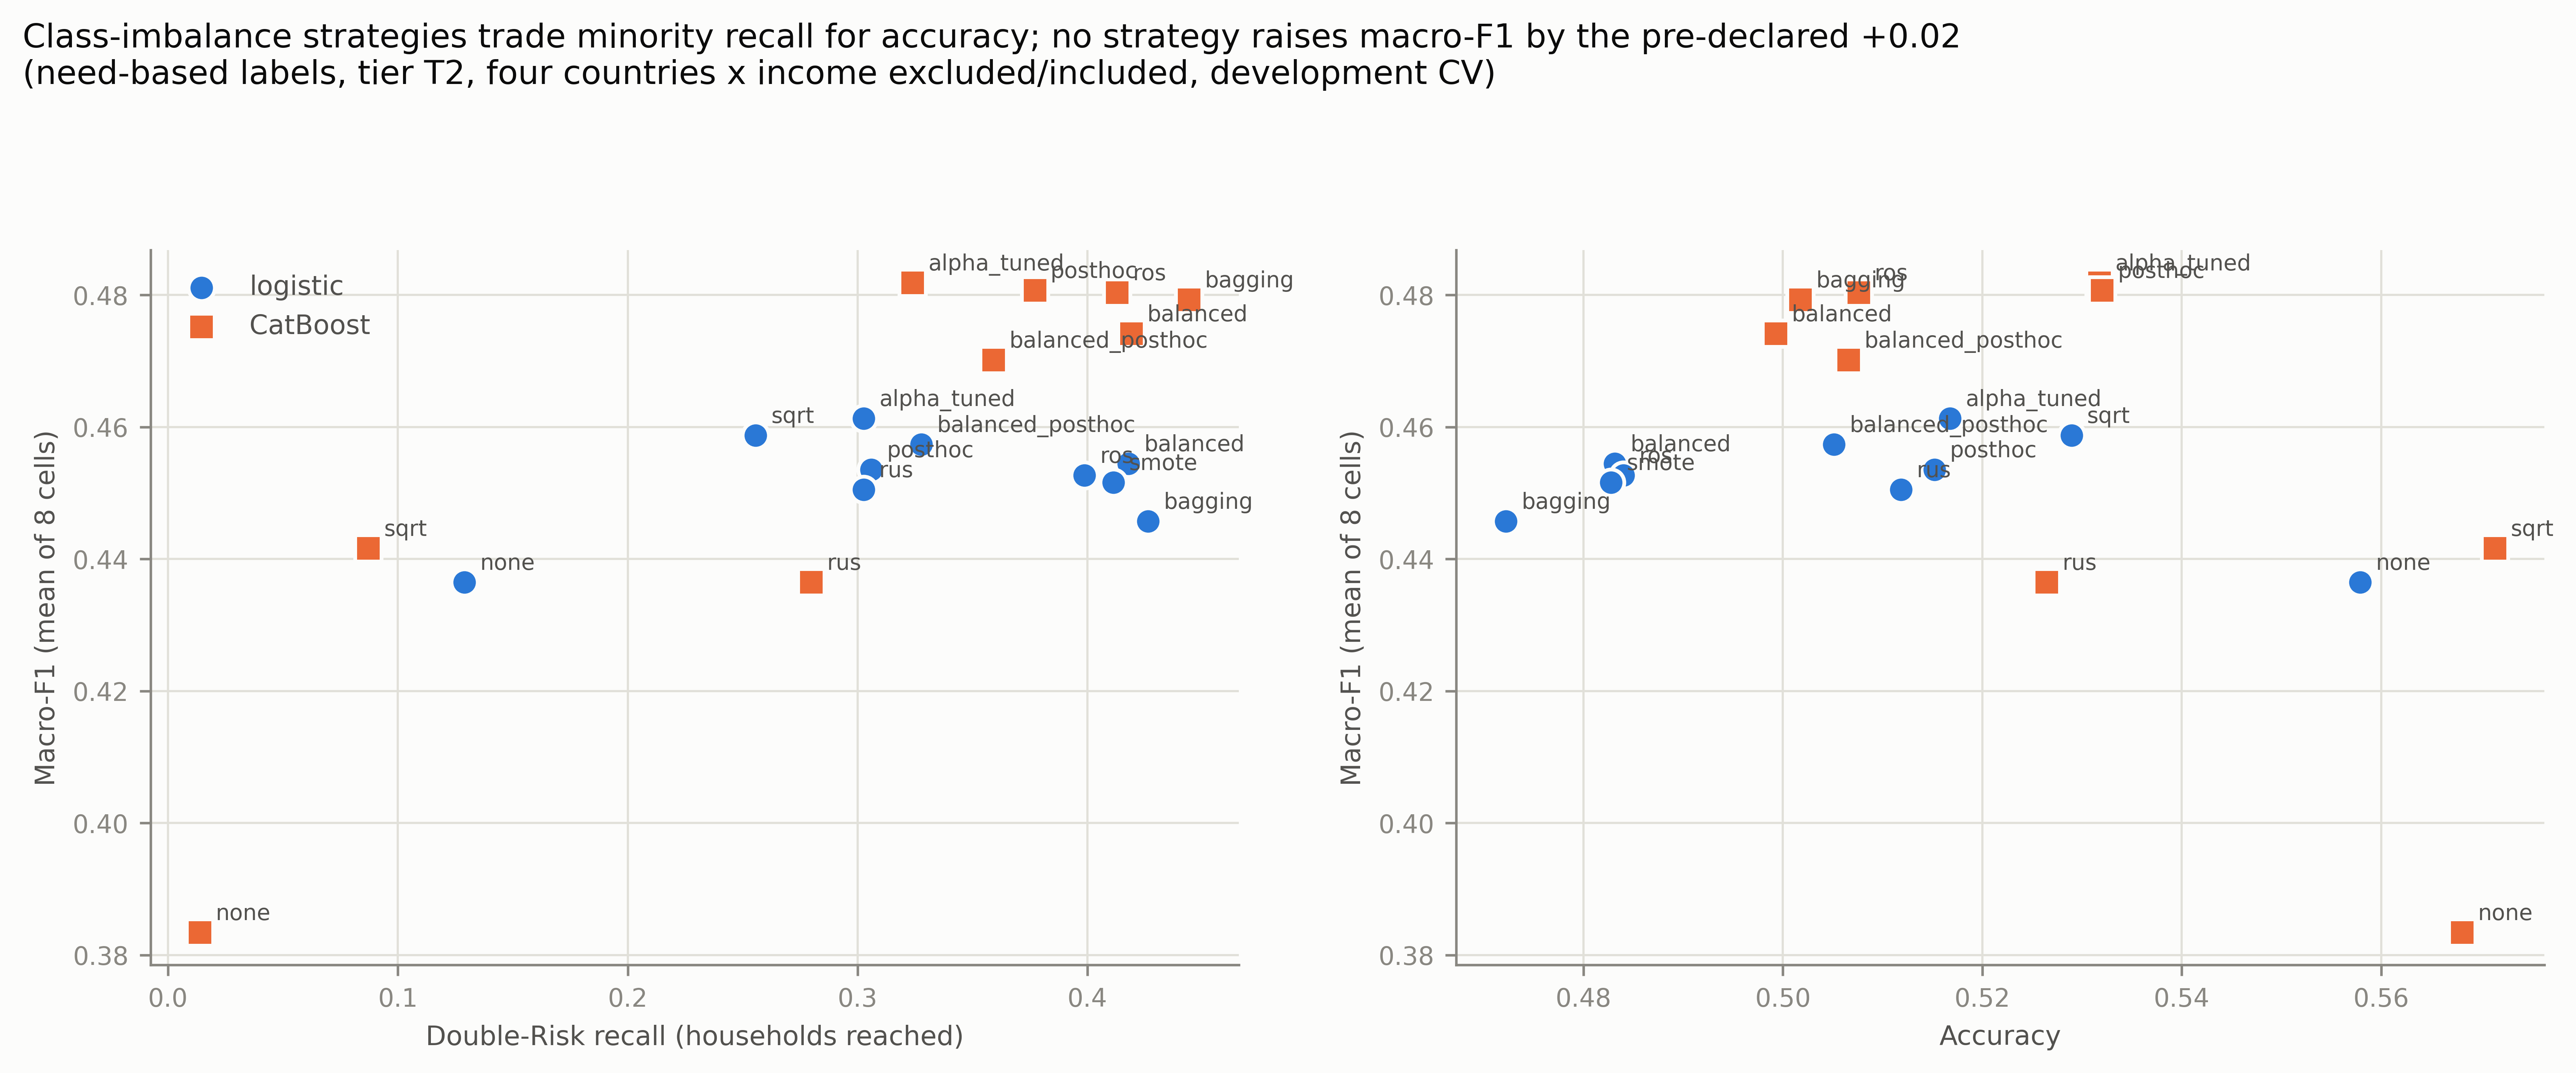 Class-imbalance strategies trade minority recall for accuracy; no strategy raises macro-F1 by the pre-declared +0.02
(need-based labels, tier T2, four countries x income excluded/included, development CV)
logistic
CatBoost
alpha_tuned
posthoc
ros
bagging
balanced
balanced_posthoc
sqrt
alpha_tuned
balanced_posthoc
posthoc
rus
balanced
ros
smote
bagging
sqrt
none
rus
none
0.48
0.46
0.44
0.42
0.40
0.38
Macro-F1 (mean of 8 cells)
0.0
0.1
0.2
0.3
0.4
Double-Risk recall (households reached)
alpha_tuned
posthoc
bagging
ros
balanced
balanced_posthoc
alpha_tuned
sqrt
balanced_posthoc
balanced
posthoc
ros
smote
rus
bagging
sqrt
rus
none
none
0.48
0.46
0.44
0.42
0.40
0.38
Macro-F1 (mean of 8 cells)
0.48
0.50
0.52
0.54
0.56
Accuracy